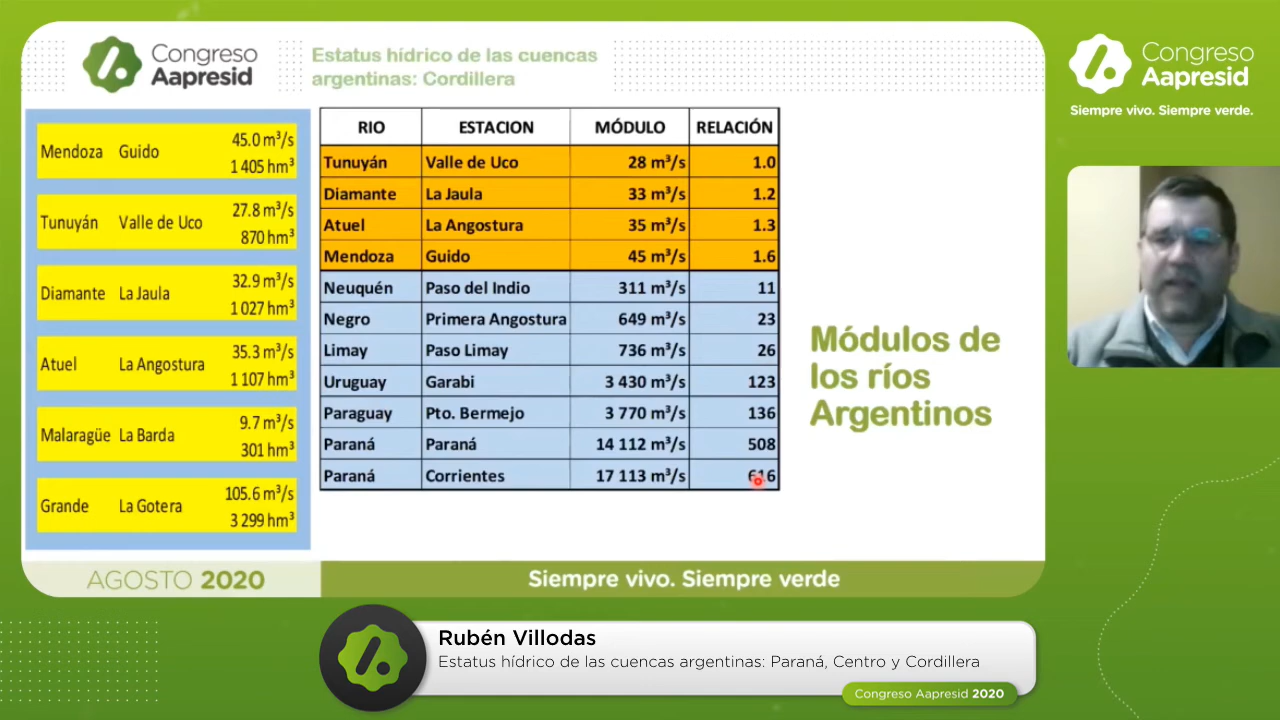 Congreso
Aapresid
Estatus hídrico de las cuencas
argentinas: Cordillera
Congreso
Aapresid
Siempre vivo. Siempre verde.
Mendoza Guido 45.0 m³/s
1 405 hm³
Tunuyán Valle de Uco 27.8 m³/s
870 hm³
Diamante La Jaula 32.9 m³/s
1 027 hm³
Atuel La Angostura 35.3 m³/s
1 107 hm³
Malaragüe La Barda 9.7 m³/s
301 hm³
Grande La Gotera 105.6 m³/s
3 299 hm³
RIO ESTACION MÓDULO RELACIÓN
Tunuyán Valle de Uco 28 m³/s 1.0
Diamante La Jaula 33 m³/s 1.2
Atuel La Angostura 35 m³/s 1.3
Mendoza Guido 45 m³/s 1.6
Neuquén Paso del Indio 311 m³/s 11
Negro Primera Angostura 649 m³/s 23
Limay Paso Limay 736 m³/s 26
Uruguay Garabi 3 430 m³/s 123
Paraguay Pto. Bermejo 3 770 m³/s 136
Paraná Paraná 14 112 m³/s 508
Paraná Corrientes 17 113 m³/s 616
Módulos de
los ríos
Argentinos
AGOSTO 2020
Siempre vivo. Siempre verde
Rubén Villodas
Estatus hídrico de las cuencas argentinas: Paraná, Centro y Cordillera
Congreso Aapresid 2020